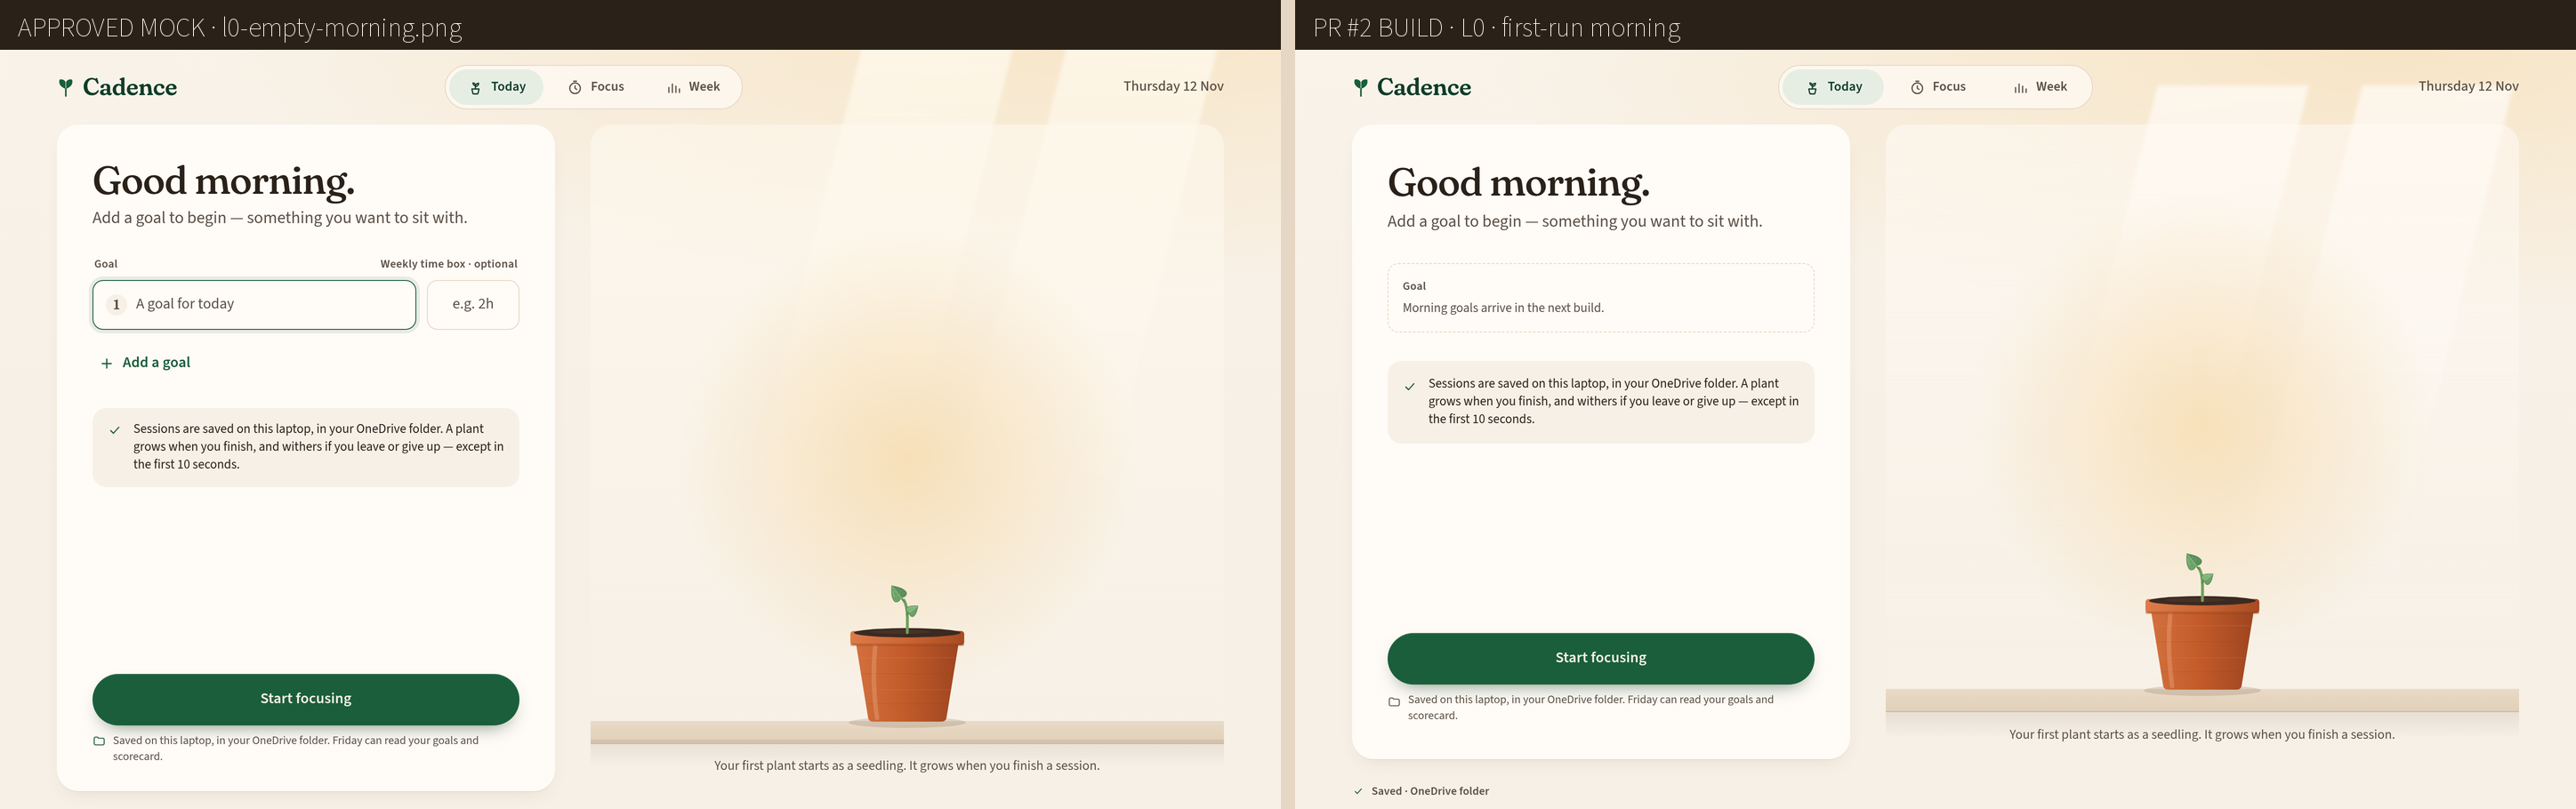 APPROVED MOCK · l0-empty-morning.png
Cadence
Today
Focus
Week
Thursday 12 Nov
Good morning.
Add a goal to begin — something you want to sit with.
Goal
Weekly time box · optional
1
A goal for today
e.g. 2h
+ Add a goal
Sessions are saved on this laptop, in your OneDrive folder. A plant
grows when you finish, and withers if you leave or give up — except in
the first 10 seconds.
Start focusing
Saved on this laptop, in your OneDrive folder. Friday can read your goals and
scorecard.
Your first plant starts as a seedling. It grows when you finish a session.
PR #2 BUILD · L0 · first-run morning
Cadence
Today
Focus
Week
Thursday 12 Nov
Good morning.
Add a goal to begin — something you want to sit with.
Goal
Morning goals arrive in the next build.
Sessions are saved on this laptop, in your OneDrive folder. A plant
grows when you finish, and withers if you leave or give up — except in
the first 10 seconds.
Start focusing
Saved on this laptop, in your OneDrive folder. Friday can read your goals and
scorecard.
Your first plant starts as a seedling. It grows when you finish a session.
Saved · OneDrive folder